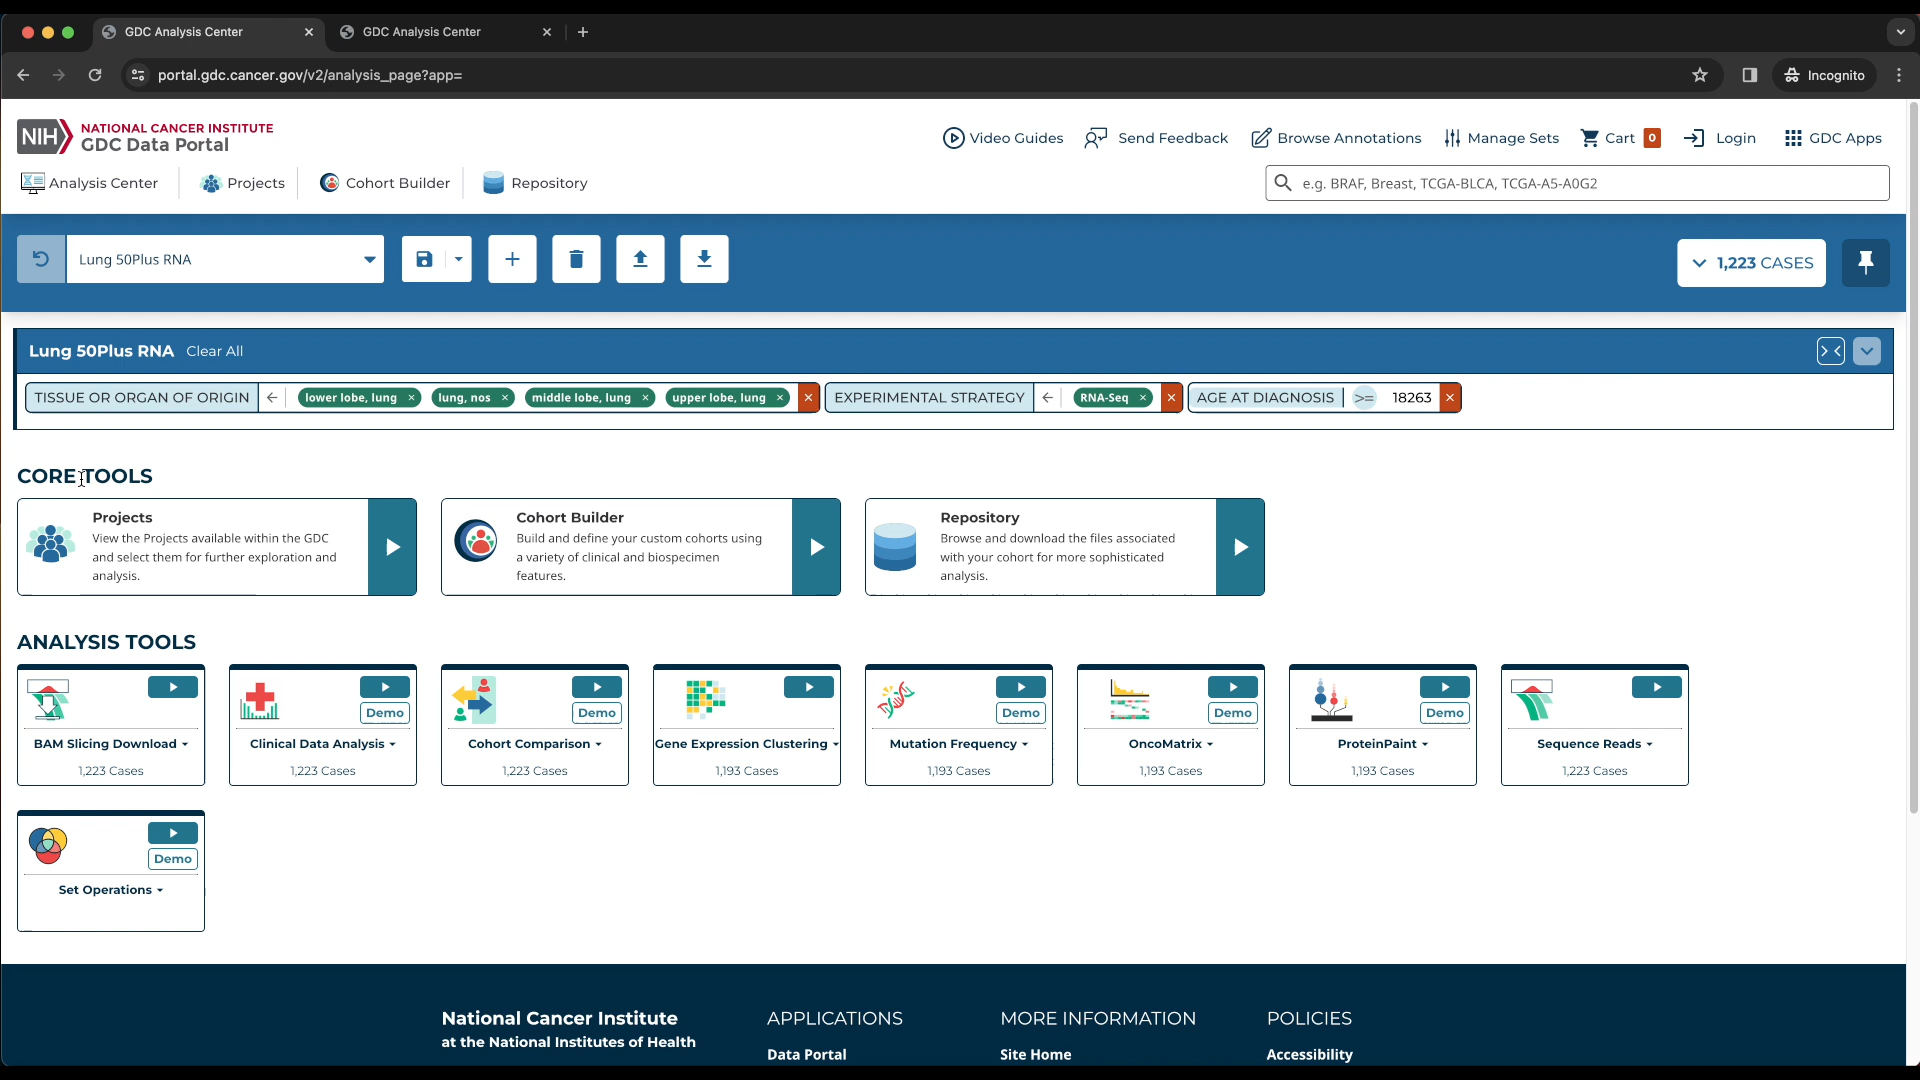 GDC Analysis Center
GDC Analysis Center
portal.gdc.cancer.gov/v2/analysis_page?app=
Incognito
NIH NATIONAL CANCER INSTITUTE
GDC Data Portal
Video Guides
Send Feedback
Browse Annotations
Manage Sets
Cart 0
Login
GDC Apps
Analysis Center
Projects
Cohort Builder
Repository
e.g. BRAF, Breast, TCGA-BLCA, TCGA-A5-A0G2
Lung 50Plus RNA
1,223 CASES
Lung 50Plus RNA Clear All
TISSUE OR ORGAN OF ORIGIN lower lobe, lung lung, nos middle lobe, lung upper lobe, lung EXPERIMENTAL STRATEGY RNA-Seq AGE AT DIAGNOSIS >= 18263
CORE TOOLS
Projects
View the Projects available within the GDC
and select them for further exploration and
analysis.
Cohort Builder
Build and define your custom cohorts using
a variety of clinical and biospecimen
features.
Repository
Browse and download the files associated
with your cohort for more sophisticated
analysis.
ANALYSIS TOOLS
BAM Slicing Download
1,223 Cases
Demo
Clinical Data Analysis
1,223 Cases
Demo
Cohort Comparison
1,223 Cases
Gene Expression Clustering
1,193 Cases
Demo
Mutation Frequency
1,193 Cases
Demo
OncoMatrix
1,193 Cases
Demo
ProteinPaint
1,193 Cases
Sequence Reads
1,223 Cases
Demo
Set Operations
National Cancer Institute
at the National Institutes of Health
APPLICATIONS
Data Portal
MORE INFORMATION
Site Home
POLICIES
Accessibility